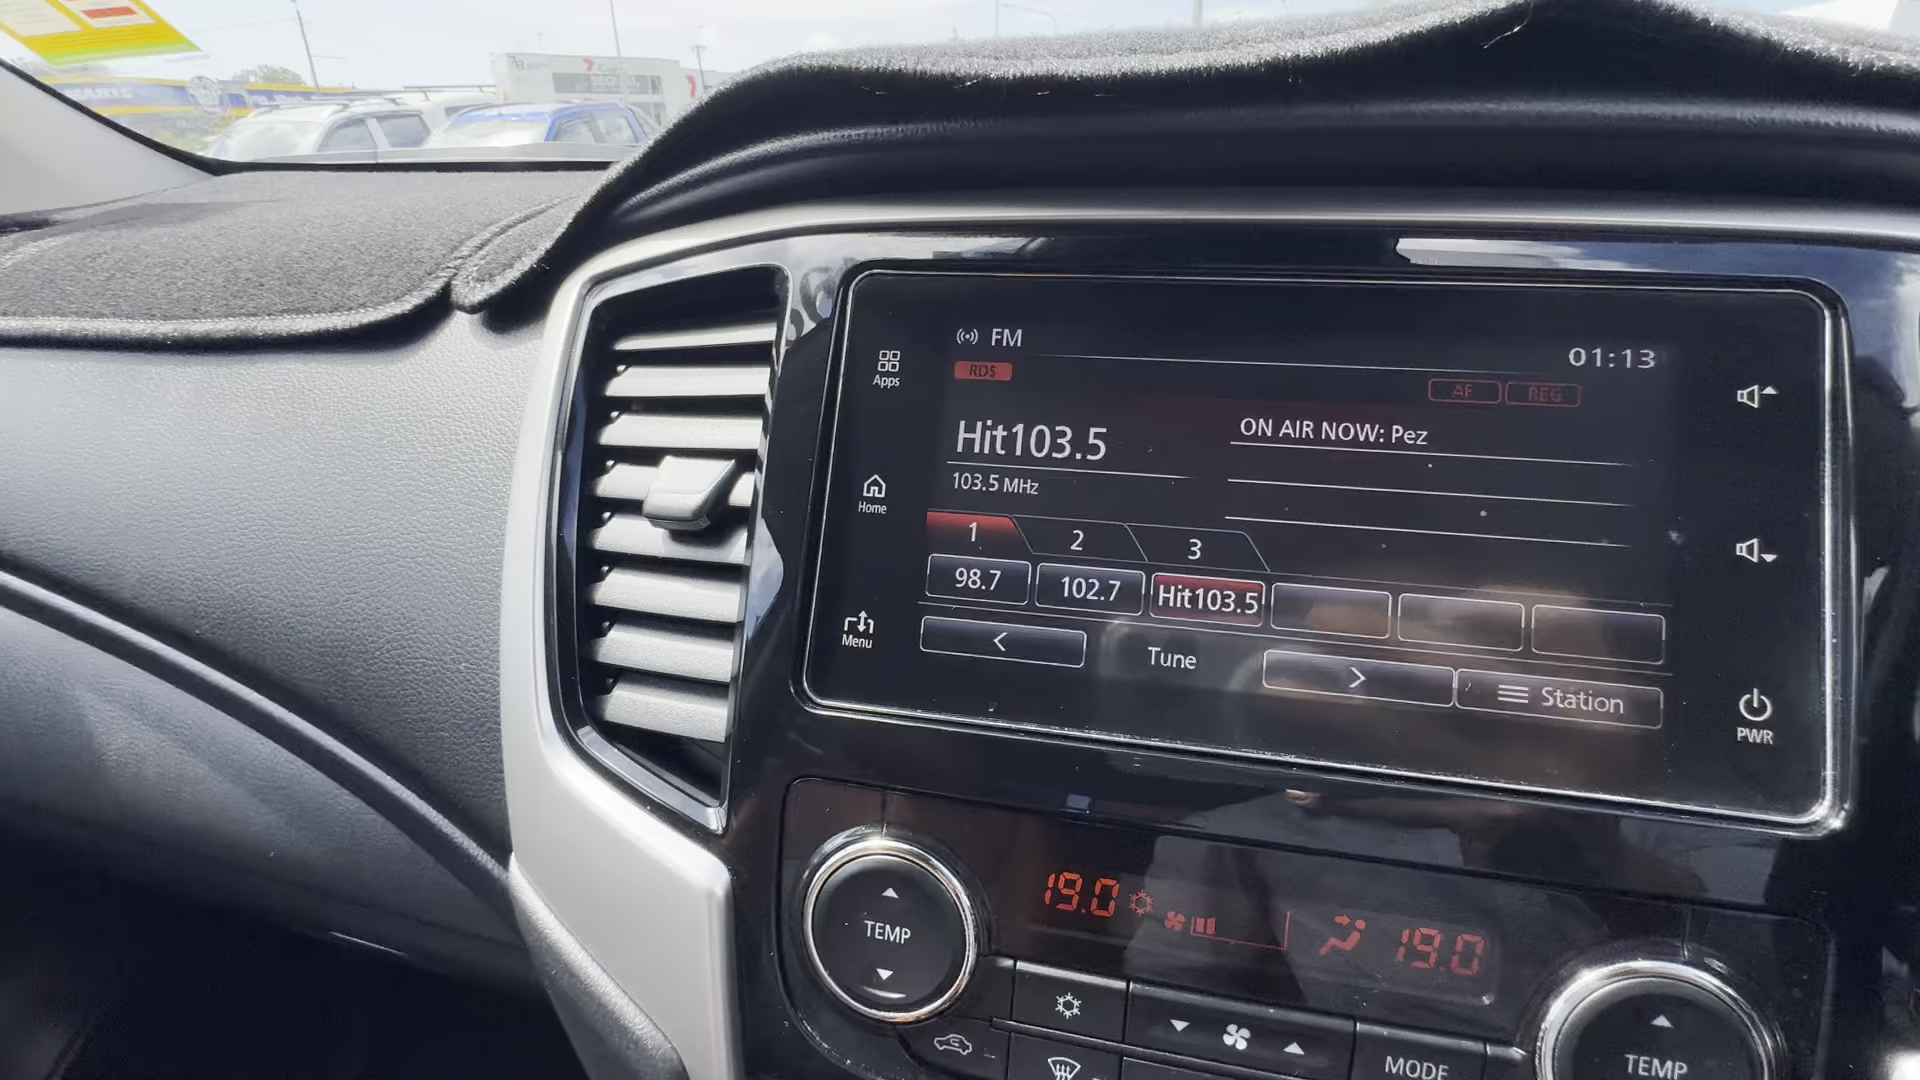 FM
01:13
RDS
AF REG
Apps
Hit103.5
ON AIR NOW: Pez
103.5 MHz
Home
1 2 3
98.7 102.7 Hit103.5
Menu
Tune
Station
PWR
19.0 19.0
TEMP
MODE
TEMP